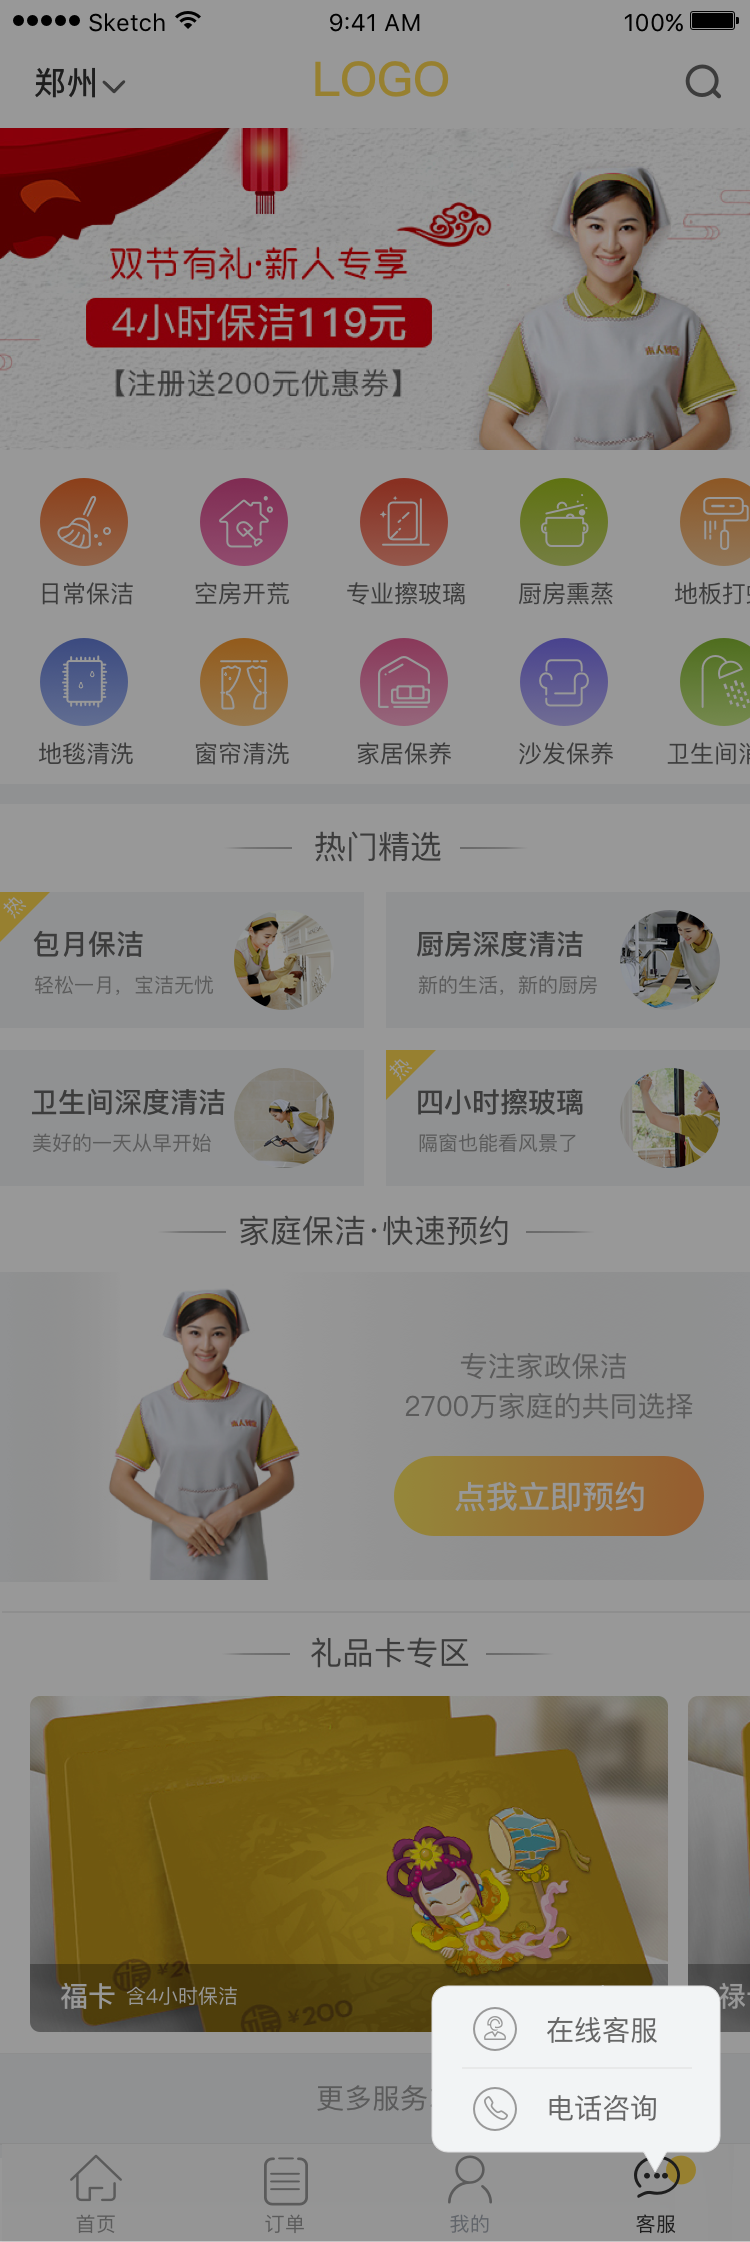 Sketch 9:41 AM 100%
郑州 LOGO
双节有礼·新人专享
4小时保洁119元
【注册送200元优惠券】
日常保洁 空房开荒 专业擦玻璃 厨房熏蒸 地板打
地毯清洗 窗帘清洗 家居保养 沙发保养 卫生间
热门精选
热
包月保洁 厨房深度清洁
轻松一月，宝洁无忧 新的生活，新的厨房
热
卫生间深度清洁 四小时擦玻璃
美好的一天从早开始 隔窗也能看风景了
家庭保洁·快速预约
专注家政保洁
2700万家庭的共同选择
点我立即预约
礼品卡专区
福 ¥200
福卡 含4小时保洁 禄
在线客服
更多服务
电话咨询
首页 订单 我的 客服